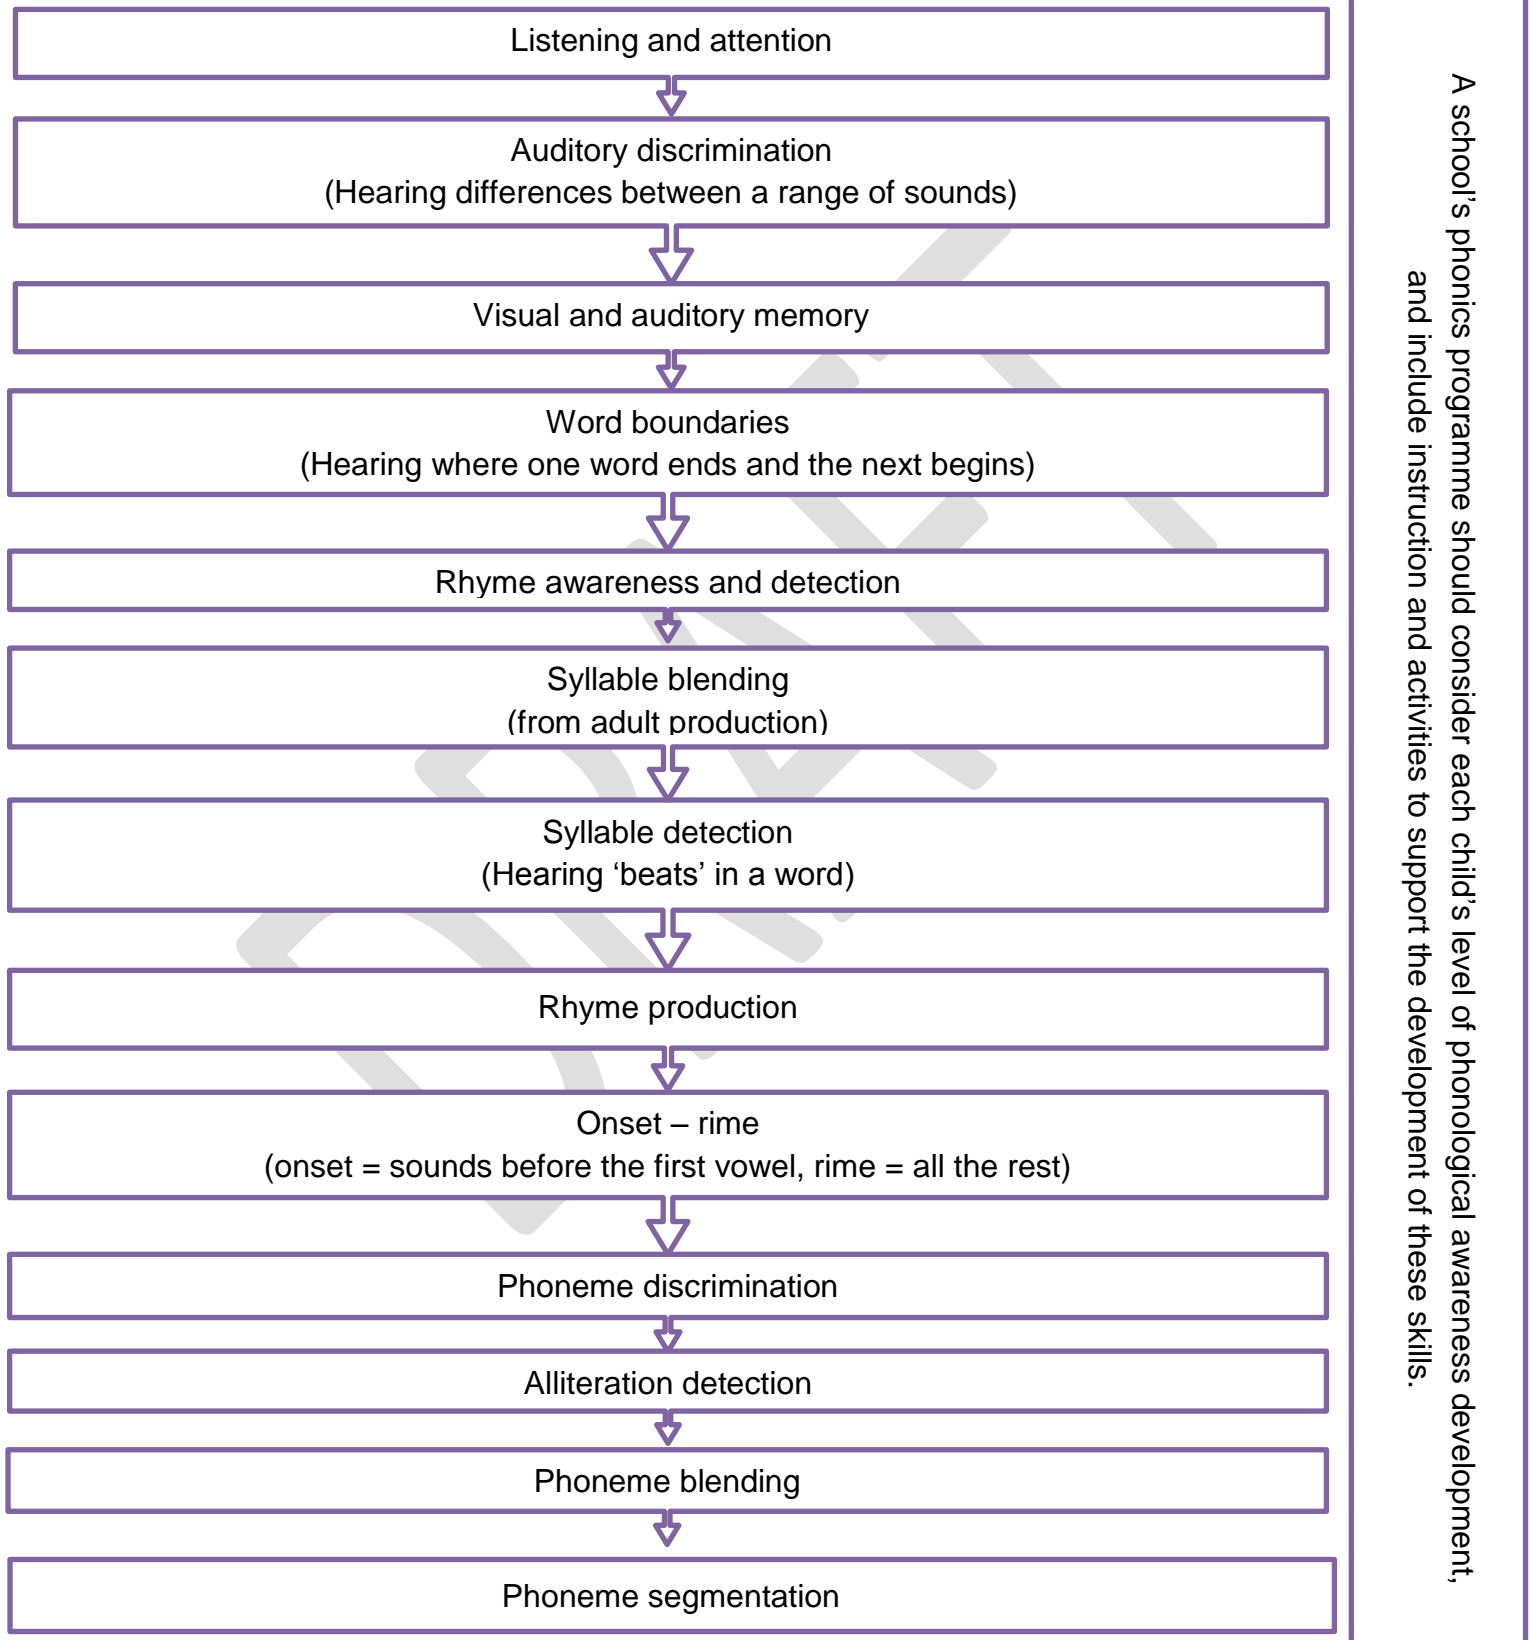 Listening and attention
Auditory discrimination
(Hearing differences between a range of sounds)
Visual and auditory memory
Word boundaries
(Hearing where one word ends and the next begins)
Rhyme awareness and detection
Syllable blending
(from adult production)
Syllable detection
(Hearing ‘beats’ in a word)
Rhyme production
Onset – rime
(onset = sounds before the first vowel, rime = all the rest)
Phoneme discrimination
Alliteration detection
Phoneme blending
Phoneme segmentation
A school’s phonics programme should consider each child’s level of phonological awareness development,
and include instruction and activities to support the development of these skills.
DRAFT